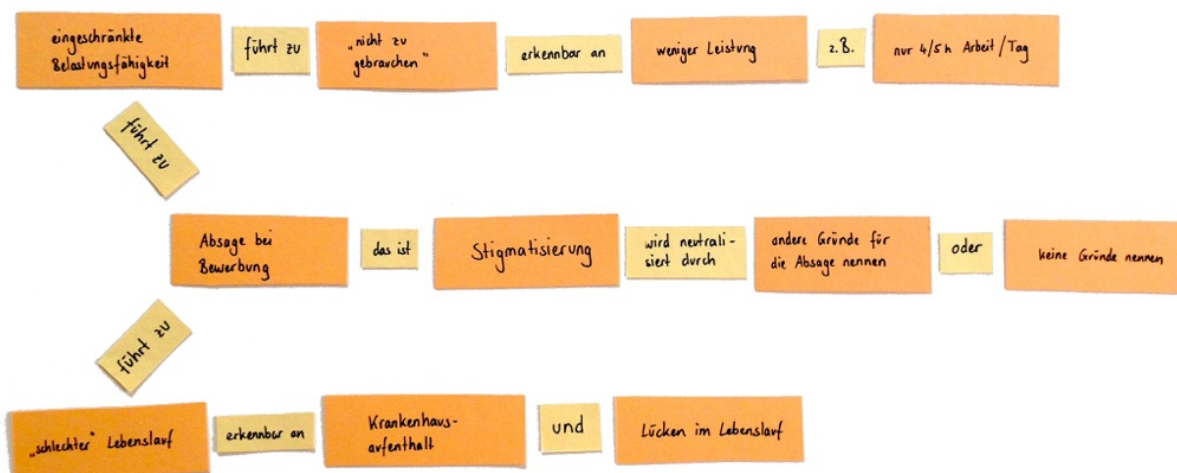 eingeschränkte
Belastungsfähigkeit
führt zu
„nicht zu
gebrauchen"
erkennbar an
weniger Leistung
z.B.
nur 4/5h Arbeit/Tag
führt zu
Absage bei
Bewerbung
das ist
Stigmatisierung
wird neutrali-
siert durch
andere Gründe für
die Absage nennen
oder
keine Gründe nennen
führt zu
„schlechter" Lebenslauf
erkennbar an
Krankenhaus-
aufenthalt
und
Lücken im Lebenslauf